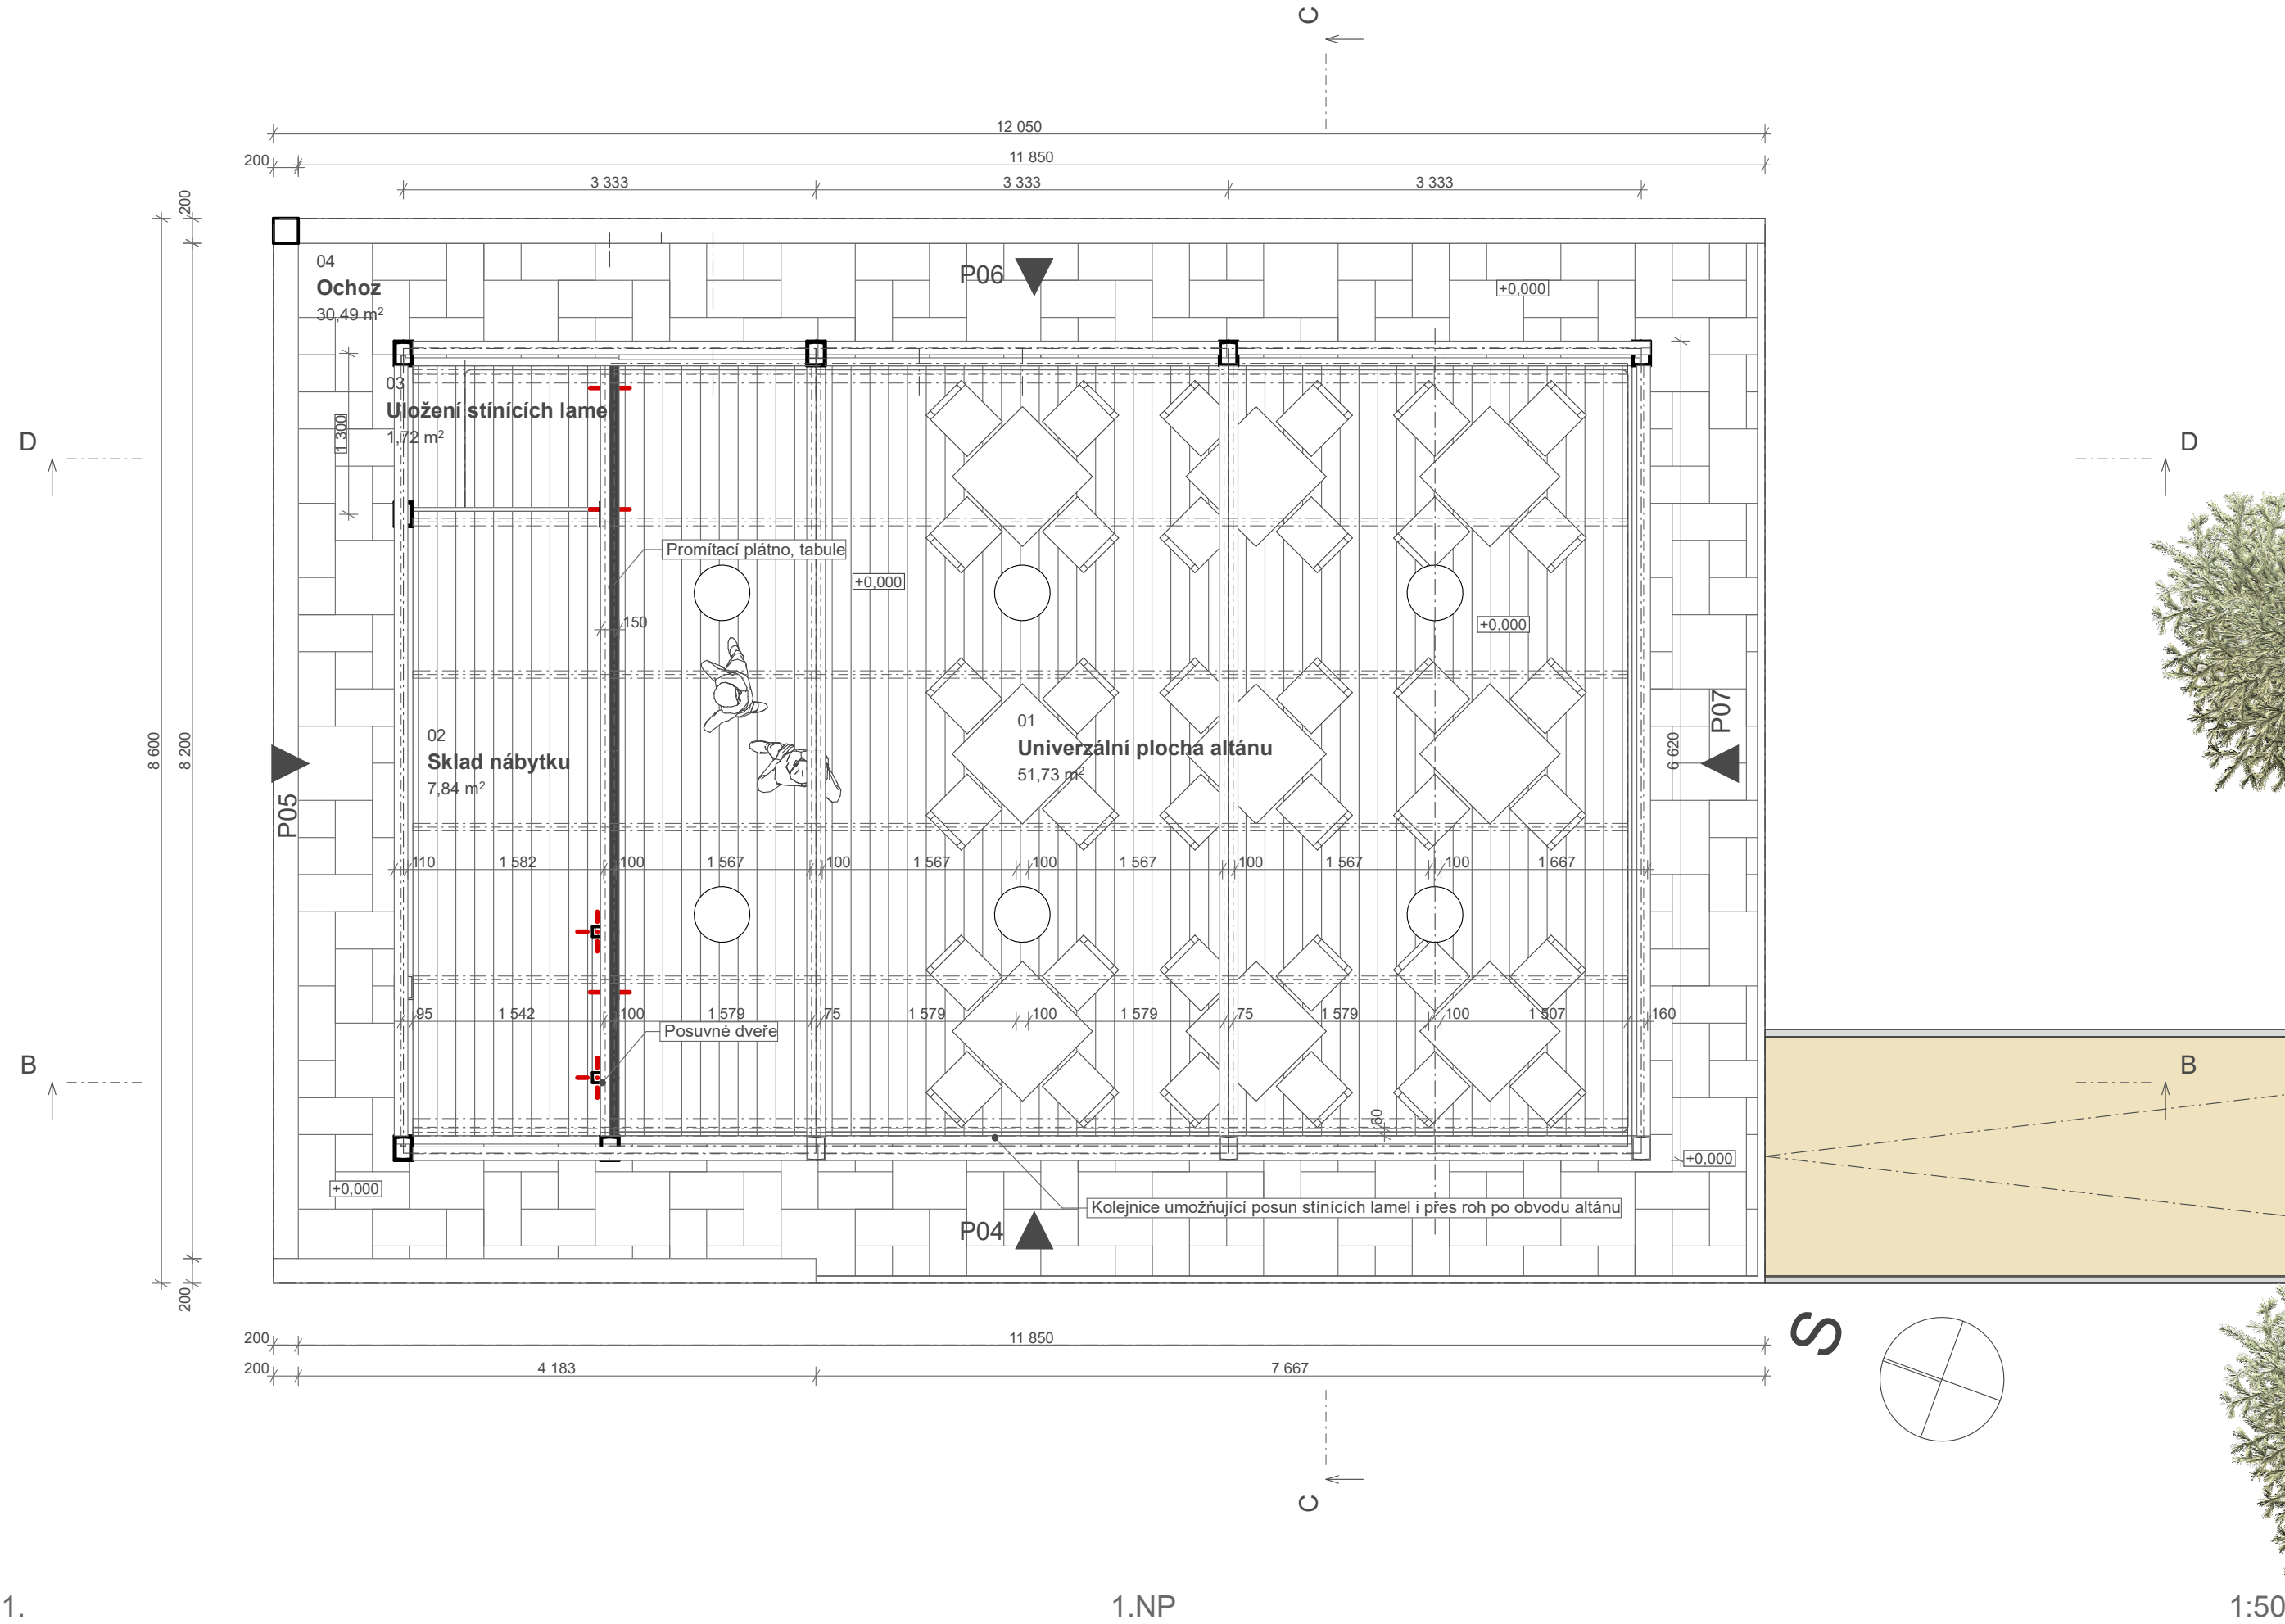 C
12 050
200
11 850
3 333
3 333
3 333
200
04
Ochoz
30,49 m²
P06
+0,000
03
Uložení stínících lamel
1,72 m²
1 300
D
D
Promítací plátno, tabule
+0,000
150
+0,000
8 600
8 200
02
Sklad nábytku
7,84 m²
01
Univerzální plocha altánu
51,73 m²
P07
6 620
P05
110
1 582
100
1 567
100
1 567
100
1 567
100
1 567
100
1 667
95
1 542
100
1 579
75
1 579
100
1 579
75
1 579
100
1 507
160
Posuvné dveře
B
B
60
+0,000
+0,000
Kolejnice umožňující posun stínících lamel i přes roh po obvodu altánu
P04
200
S
200
11 850
200
4 183
7 667
C
1.
1.NP
1:50